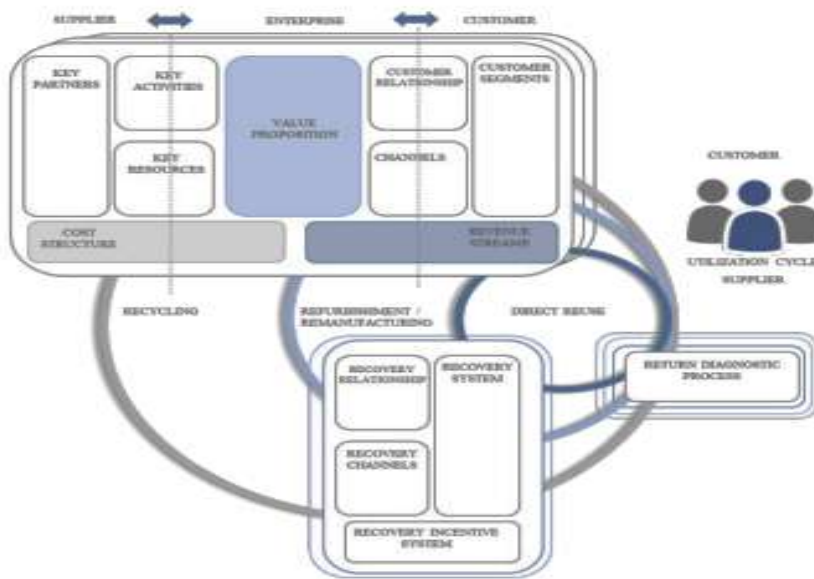 SUPPLIER
ENTERPRISE
CUSTOMER
KEY
PARTNERS
KEY
ACTIVITIES
KEY
RESOURCES
VALUE
PROPOSITION
CUSTOMER
RELATIONSHIP
CHANNELS
CUSTOMER
SEGMENTS
COST
STRUCTURE
REVENUE
STREAMS
CUSTOMER
UTILIZATION CYCLE
SUPPLIER
RECYCLING
REFURBISHMENT /
REMANUFACTURING
DIRECT REUSE
RECOVERY
RELATIONSHIP
RECOVERY
SYSTEM
RECOVERY
CHANNELS
RECOVERY INCENTIVE
SYSTEM
RETURN DIAGNOSTIC
PROCESS